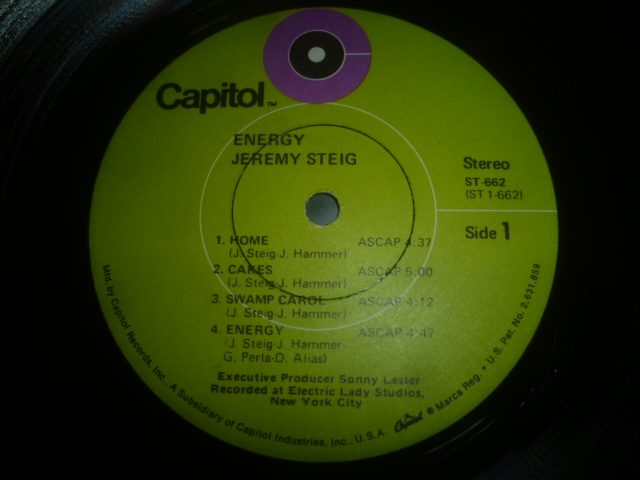 Capitol™
ENERGY
JEREMY STEIG
Stereo
ST-662
(ST 1-662)
Side 1
1. HOME ASCAP 4:37
(J. Steig-J. Hammer)
2. CAKES ASCAP 5:00
(J. Steig-J. Hammer)
3. SWAMP CAROL ASCAP 4:12
(J. Steig-J. Hammer)
4. ENERGY ASCAP 4:47
(J. Steig-J. Hammer-
G. Perla-D. Alias)
Executive Producer Sonny Lester
Recorded at Electric Lady Studios,
New York City
Mfd. by Capitol Records, Inc., A Subsidiary of Capitol Industries, Inc., U.S.A. Capitol ® Marca Reg. • U.S. Pat. No. 2,631,859